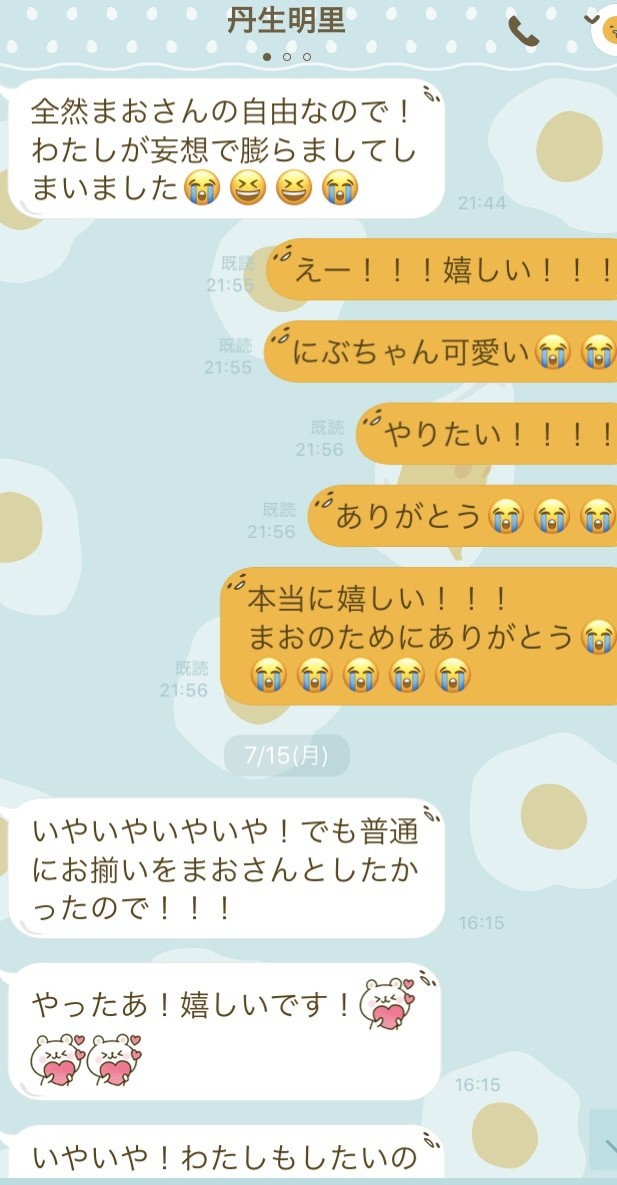 丹生明里
全然まおさんの自由なので！
わたしが妄想で膨らましてし
まいました😭😆😆😭
21:44
えー！！！嬉しい！！！
既読
21:55
にぶちゃん可愛い😭😭
既読
21:55
やりたい！！！！
既読
21:56
ありがとう😭😭😭
既読
21:56
本当に嬉しい！！！
まおのためにありがとう😭
😭😭😭😭😭
既読
21:56
7/15(月)
いやいやいやいや！でも普通
にお揃いをまおさんとしたか
ったので！！！
16:15
やったあ！嬉しいです！
16:15
いやいや！わたしもしたいの